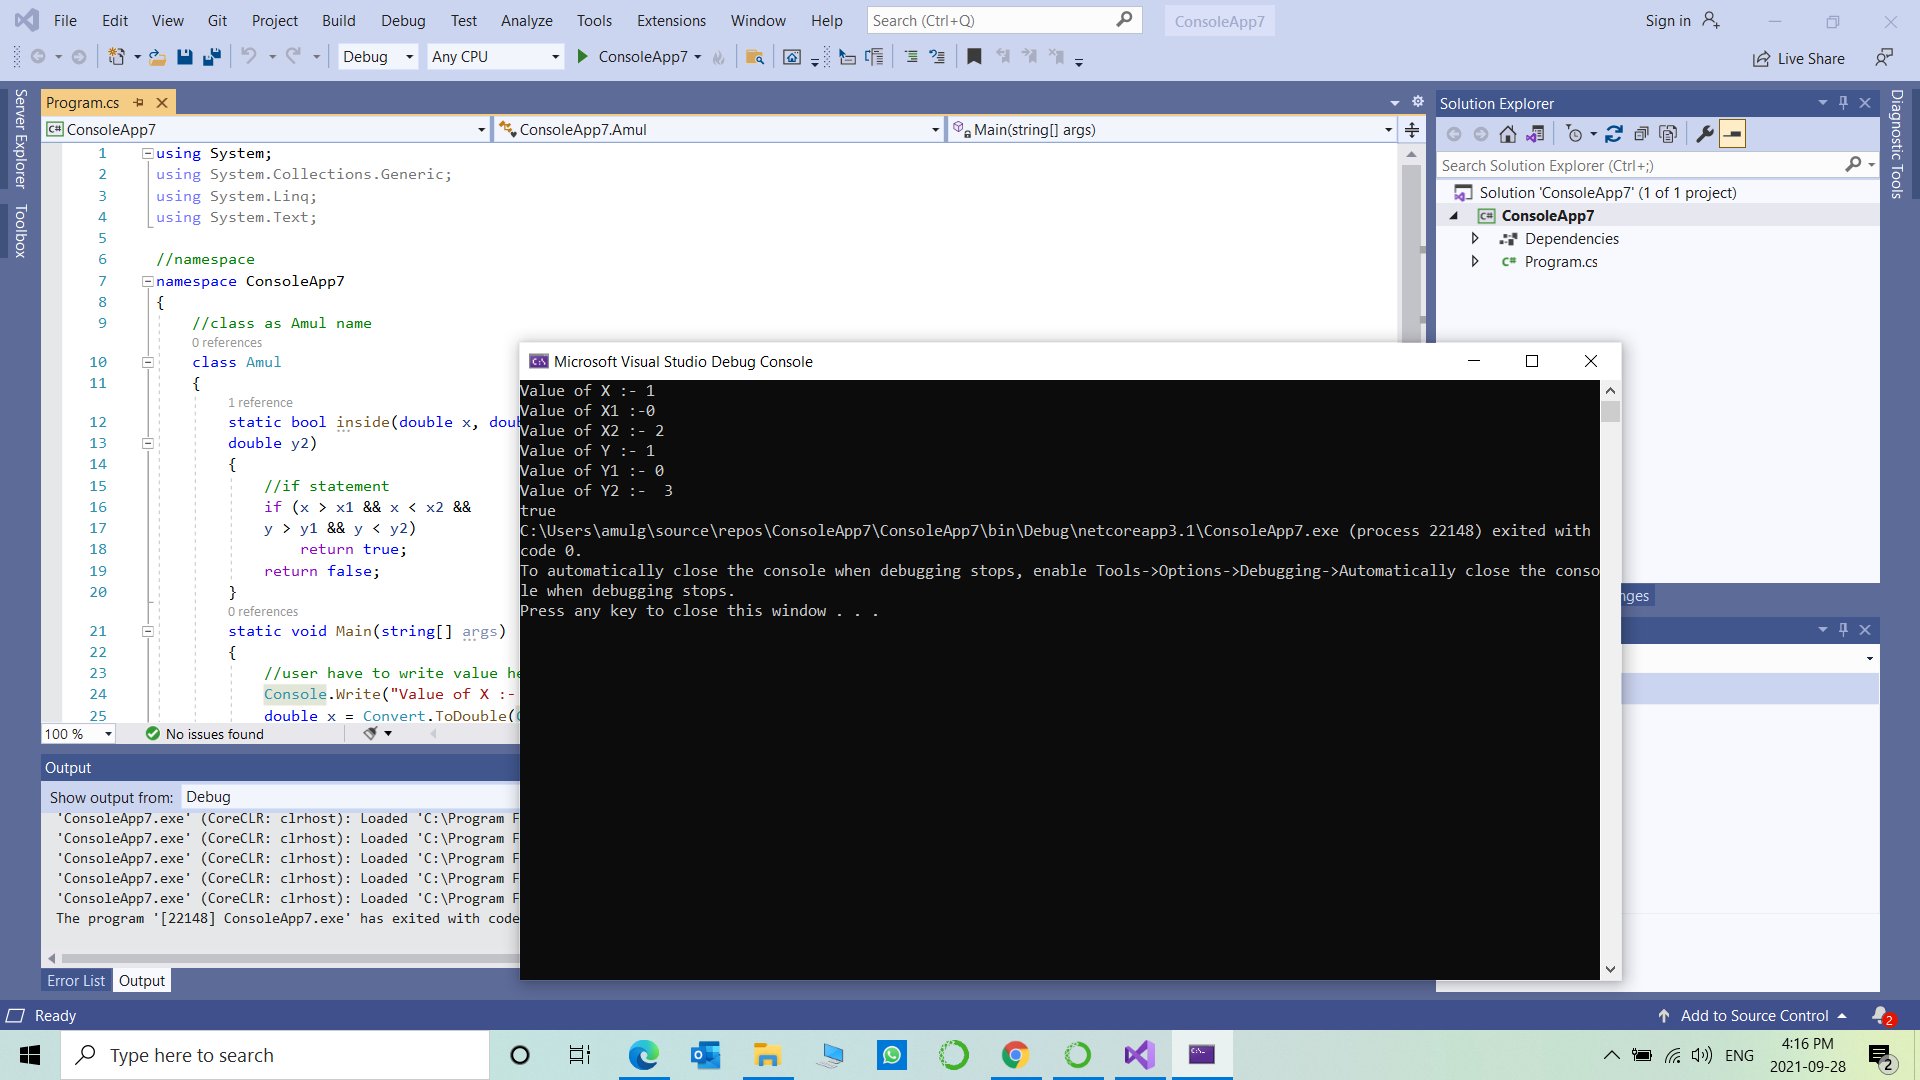 File Edit View Git Project Build Debug Test Analyze Tools Extensions Window Help Search (Ctrl+Q) ConsoleApp7 Sign in
Debug Any CPU ConsoleApp7 Live Share
Server Explorer
Toolbox
Program.cs
ConsoleApp7 ConsoleApp7.Amul Main(string[] args)
1 using System;
2 using System.Collections.Generic;
3 using System.Linq;
4 using System.Text;
5
6 //namespace
7 namespace ConsoleApp7
8 {
9 //class as Amul name
0 references
10 class Amul
11 {
1 reference
12 static bool inside(double x, dou
13 double y2)
14 {
15 //if statement
16 if (x > x1 && x < x2 &&
17 y > y1 && y < y2)
18 return true;
19 return false;
20 }
0 references
21 static void Main(string[] args)
22 {
23 //user have to write value he
24 Console.Write("Value of X :-
25 double x = Convert.ToDouble(
100 % No issues found
Output
Show output from: Debug
'ConsoleApp7.exe' (CoreCLR: clrhost): Loaded 'C:\Program F
'ConsoleApp7.exe' (CoreCLR: clrhost): Loaded 'C:\Program F
'ConsoleApp7.exe' (CoreCLR: clrhost): Loaded 'C:\Program F
'ConsoleApp7.exe' (CoreCLR: clrhost): Loaded 'C:\Program F
'ConsoleApp7.exe' (CoreCLR: clrhost): Loaded 'C:\Program F
The program '[22148] ConsoleApp7.exe' has exited with code
Error List Output
Microsoft Visual Studio Debug Console
Value of X :- 1
Value of X1 :-0
Value of X2 :- 2
Value of Y :- 1
Value of Y1 :- 0
Value of Y2 :-  3
true
C:\Users\amulg\source\repos\ConsoleApp7\ConsoleApp7\bin\Debug\netcoreapp3.1\ConsoleApp7.exe (process 22148) exited with
code 0.
To automatically close the console when debugging stops, enable Tools->Options->Debugging->Automatically close the conso
le when debugging stops.
Press any key to close this window . . .
Solution Explorer
Search Solution Explorer (Ctrl+;)
Solution 'ConsoleApp7' (1 of 1 project)
C# ConsoleApp7
Dependencies
C# Program.cs
nges
Diagnostic Tools
Ready Add to Source Control 2
Type here to search ENG 4:16 PM
2021-09-28 2